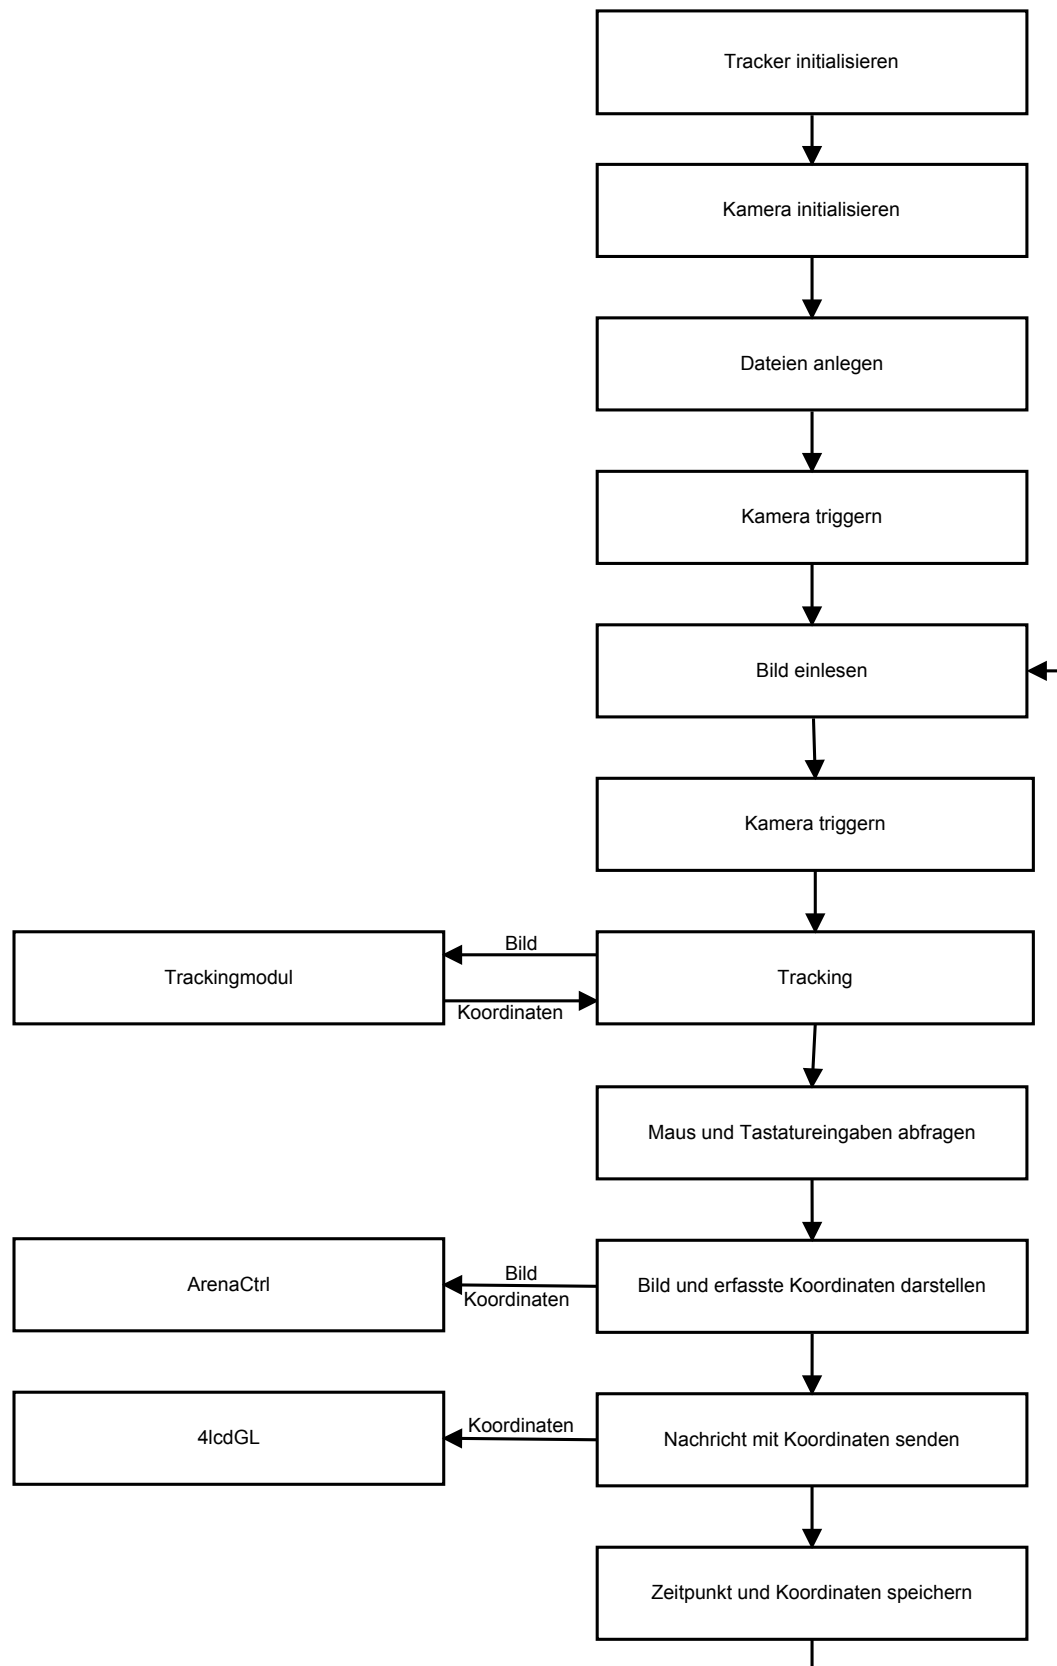 Tracker initialisieren
Kamera initialisieren
Dateien anlegen
Kamera triggern
Bild einlesen
Kamera triggern
Trackingmodul
Bild
Koordinaten
Tracking
Maus und Tastatureingaben abfragen
ArenaCtrl
Bild
Koordinaten
Bild und erfasste Koordinaten darstellen
4lcdGL
Koordinaten
Nachricht mit Koordinaten senden
Zeitpunkt und Koordinaten speichern